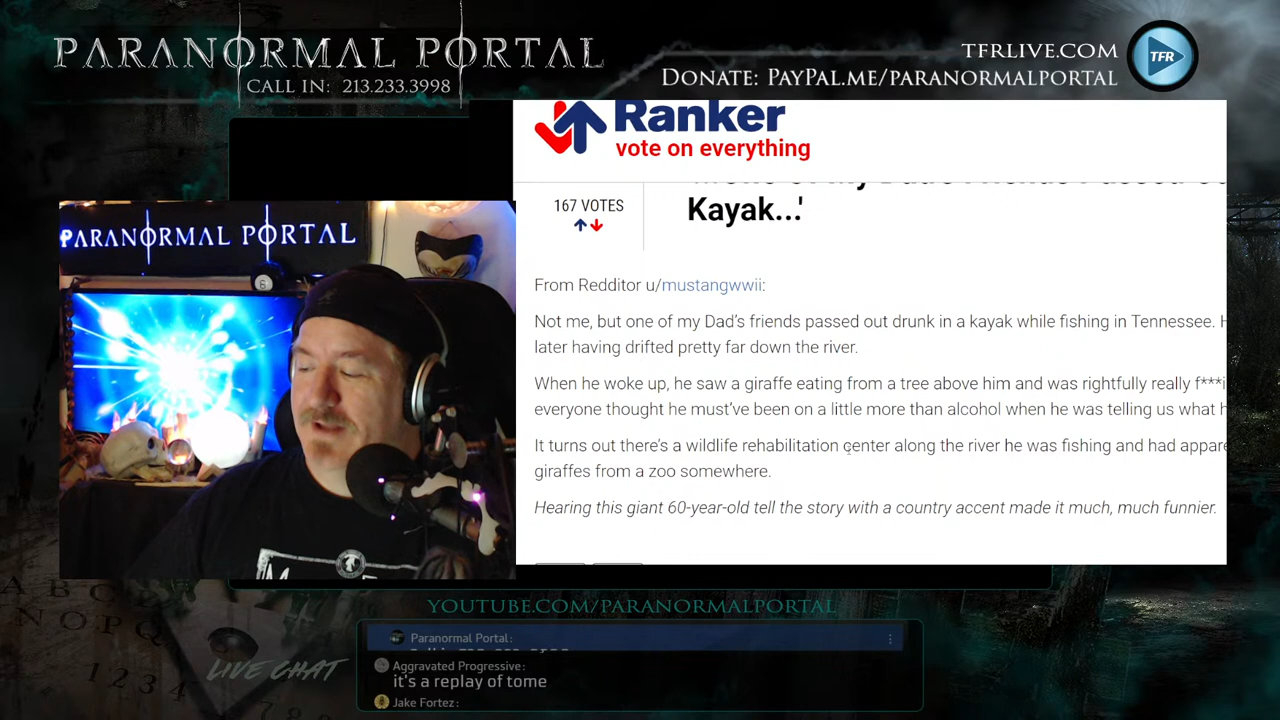 PARANORMAL PORTAL
CALL IN: 213.233.3998
TFRLIVE.COM
DONATE: PAYPAL.ME/PARANORMALPORTAL
TFR
Ranker
vote on everything
167 VOTES
Kayak...'
From Redditor u/mustangwwii:
Not me, but one of my Dad's friends passed out drunk in a kayak while fishing in Tennessee. H
later having drifted pretty far down the river.
When he woke up, he saw a giraffe eating from a tree above him and was rightfully really f***i
everyone thought he must've been on a little more than alcohol when he was telling us what h
It turns out there's a wildlife rehabilitation center along the river he was fishing and had appare
giraffes from a zoo somewhere.
Hearing this giant 60-year-old tell the story with a country accent made it much, much funnier.
PARANORMAL PORTAL
6
YOUTUBE.COM/PARANORMALPORTAL
Paranormal Portal:
Aggravated Progressive:
it's a replay of tome
Jake Fortez:
LIVE CHAT
A B C
N O P Q
1 2 3 4